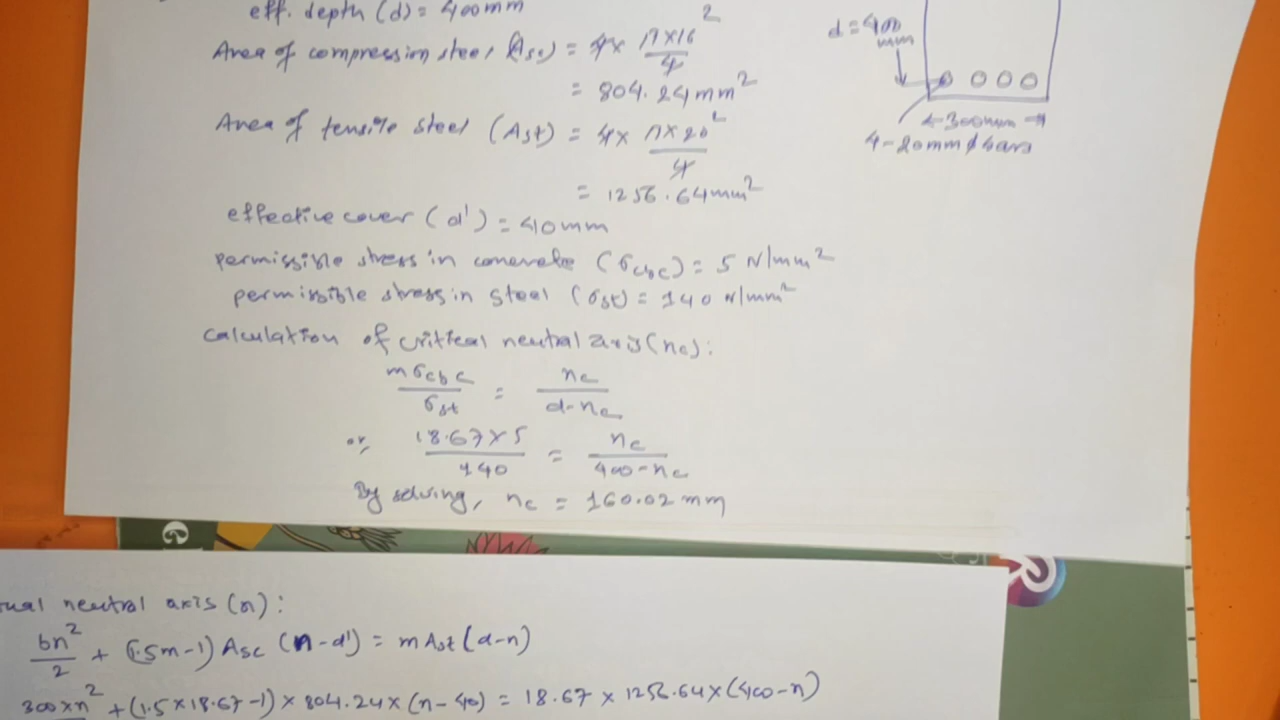 eff. depth (d) = 400mm
Area of compression steel (Asc) = 4 x π x 16² / 4
= 804.24 mm²
Area of tensile steel (Ast) = 4 x π x 20² / 4
= 1256.64 mm²
effective cover (d') = 40mm
permissible stress in concrete (σcbc) = 5 N/mm²
permissible stress in steel (σst) = 140 N/mm²
calculation of critical neutral axis (nc):
mσcbc / σst = nc / d-nc
or, 18.67 x 5 / 140 = nc / 400-nc
By solving, nc = 160.02 mm
d = 400 mm
300mm
4-20mm ϕ bars
neutral axis (n):
bn² / 2 + (1.5m-1) Asc (n-d') = m Ast (d-n)
300 x n² + (1.5 x 18.67-1) x 804.24 x (n-40) = 18.67 x 1256.64 x (400-n)